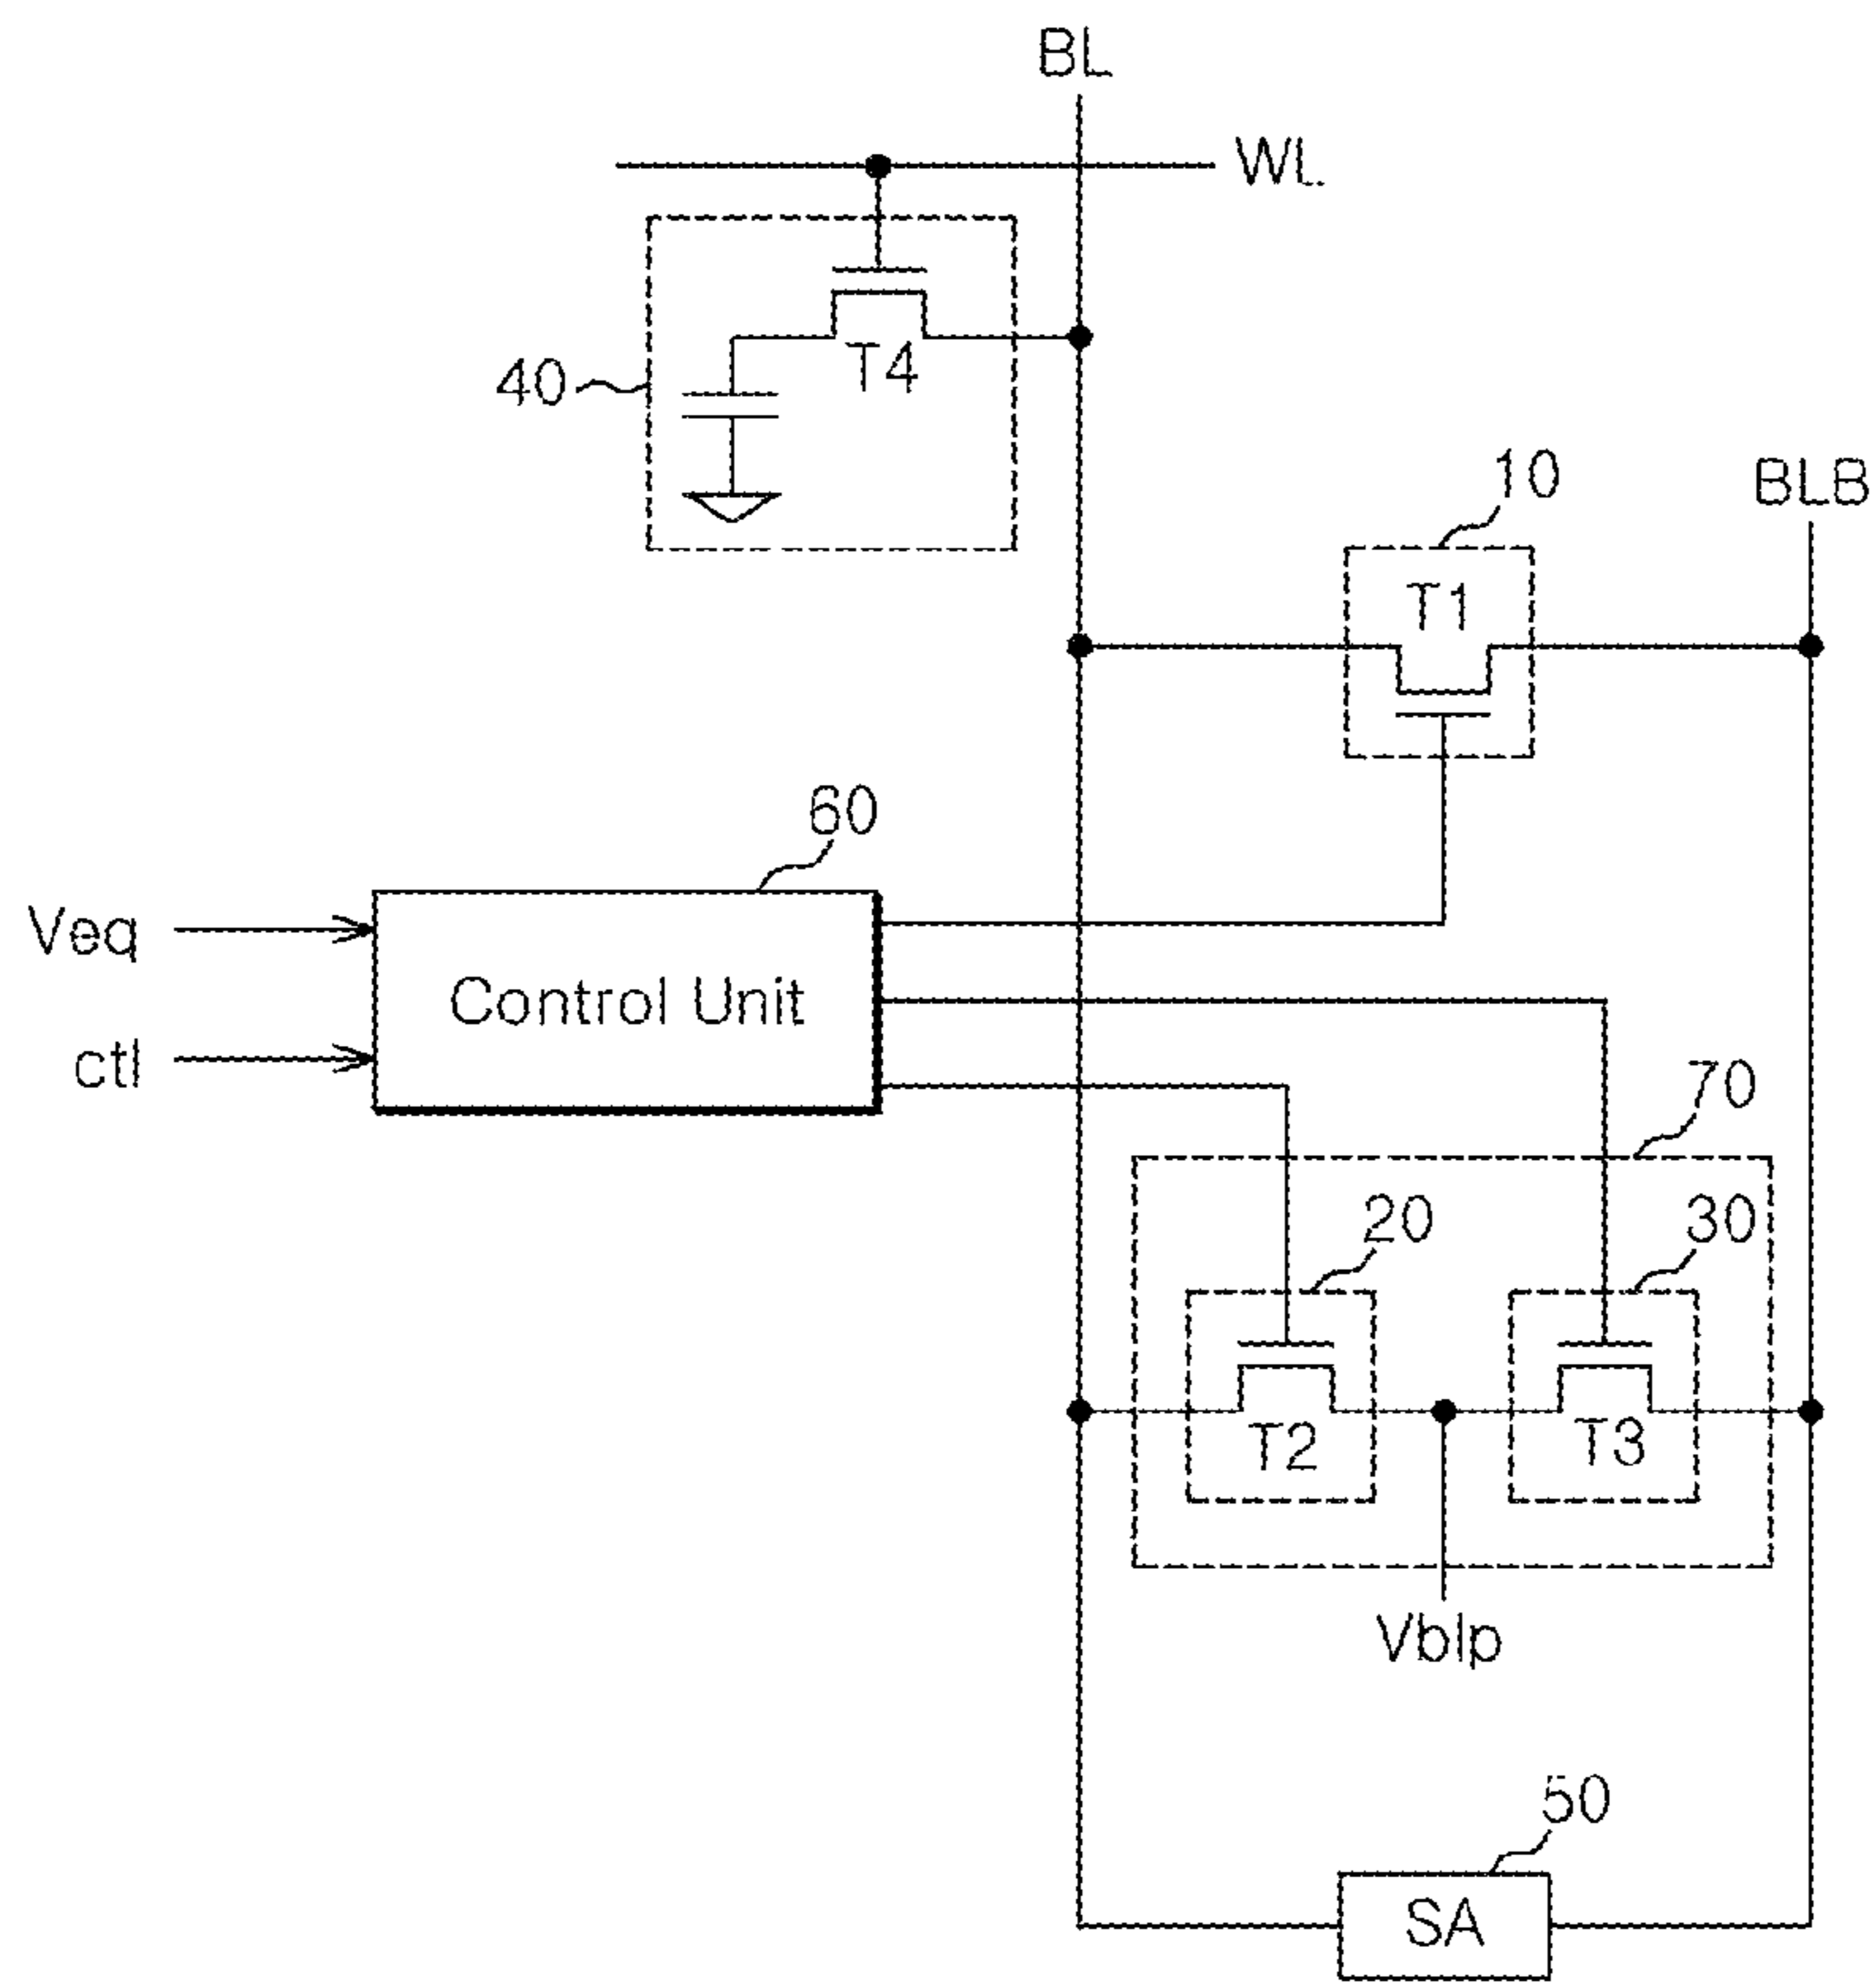 BL
WL
T4
40
10
BLB
T1
60
Veq
Control Unit
ctl
70
20
30
T2
T3
Vblp
50
SA